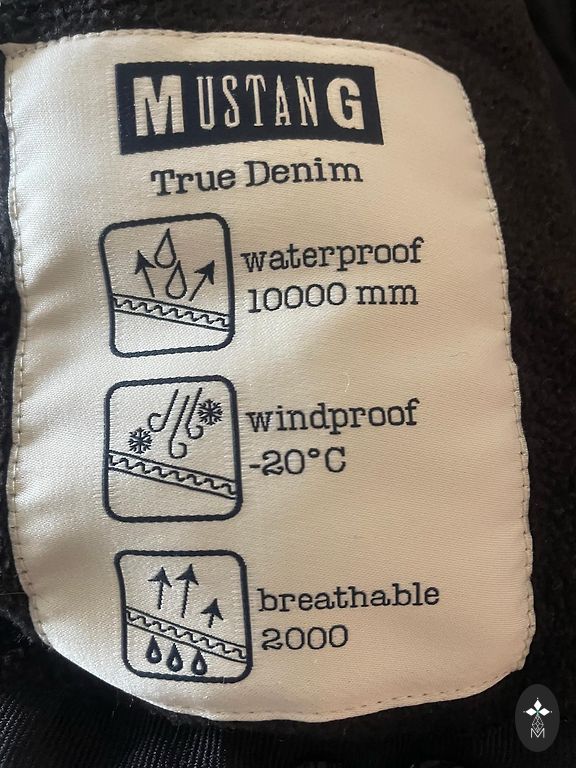 MUSTANG
True Denim
waterproof
10000 mm
windproof
-20°C
breathable
2000
M